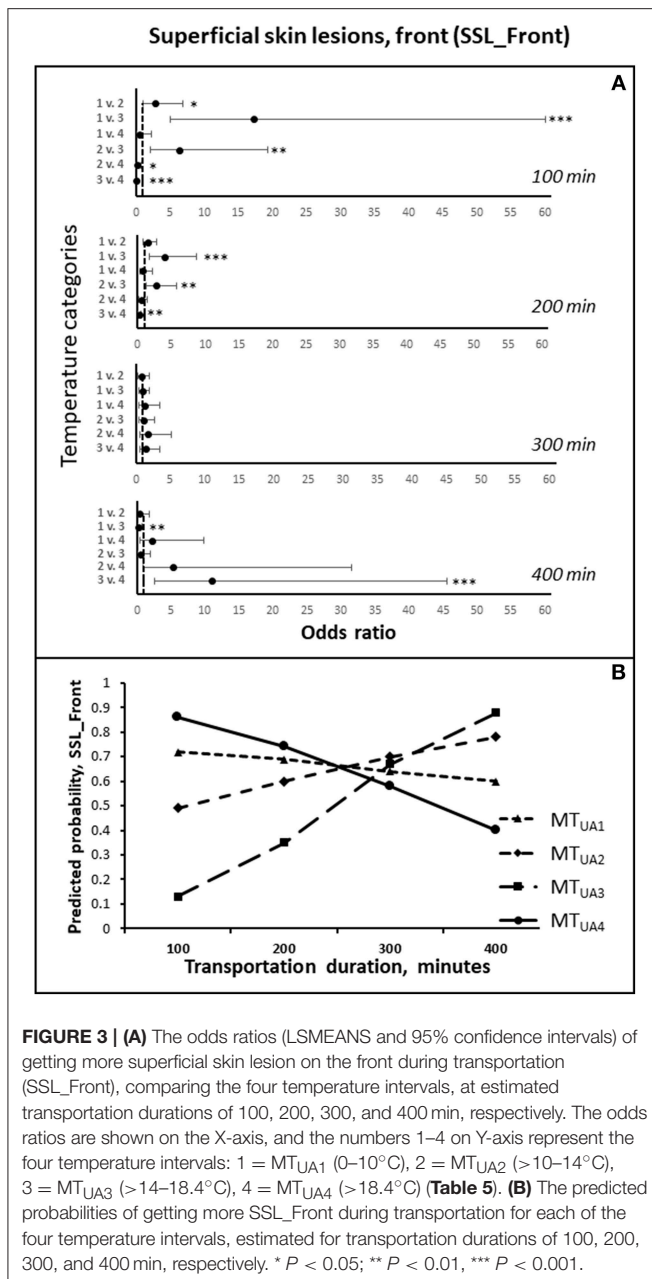 Superficial skin lesions, front (SSL_Front)
A
Temperature categories
1 v. 2 *
1 v. 3 ***
1 v. 4
2 v. 3 **
2 v. 4 *
3 v. 4 ***
100 min
0 5 10 15 20 25 30 35 40 45 50 55 60
1 v. 2
1 v. 3 ***
1 v. 4
2 v. 3 **
2 v. 4
3 v. 4 **
200 min
0 5 10 15 20 25 30 35 40 45 50 55 60
1 v. 2
1 v. 3
1 v. 4
2 v. 3
2 v. 4
3 v. 4
300 min
0 5 10 15 20 25 30 35 40 45 50 55 60
1 v. 2
1 v. 3 **
1 v. 4
2 v. 3
2 v. 4
3 v. 4 ***
400 min
0 5 10 15 20 25 30 35 40 45 50 55 60
Odds ratio
B
Predicted probability, SSL_Front
1
0.9
0.8
0.7
0.6
0.5
0.4
0.3
0.2
0.1
0
MTUA1
MTUA2
MTUA3
MTUA4
100 200 300 400
Transportation duration, minutes
FIGURE 3 | (A) The odds ratios (LSMEANS and 95% confidence intervals) of
getting more superficial skin lesion on the front during transportation
(SSL_Front), comparing the four temperature intervals, at estimated
transportation durations of 100, 200, 300, and 400 min, respectively. The odds
ratios are shown on the X-axis, and the numbers 1–4 on Y-axis represent the
four temperature intervals: 1 = MTUA1 (0–10°C), 2 = MTUA2 (>10–14°C),
3 = MTUA3 (>14–18.4°C), 4 = MTUA4 (>18.4°C) (Table 5). (B) The predicted
probabilities of getting more SSL_Front during transportation for each of the
four temperature intervals, estimated for transportation durations of 100, 200,
300, and 400 min, respectively. * P < 0.05; ** P < 0.01, *** P < 0.001.